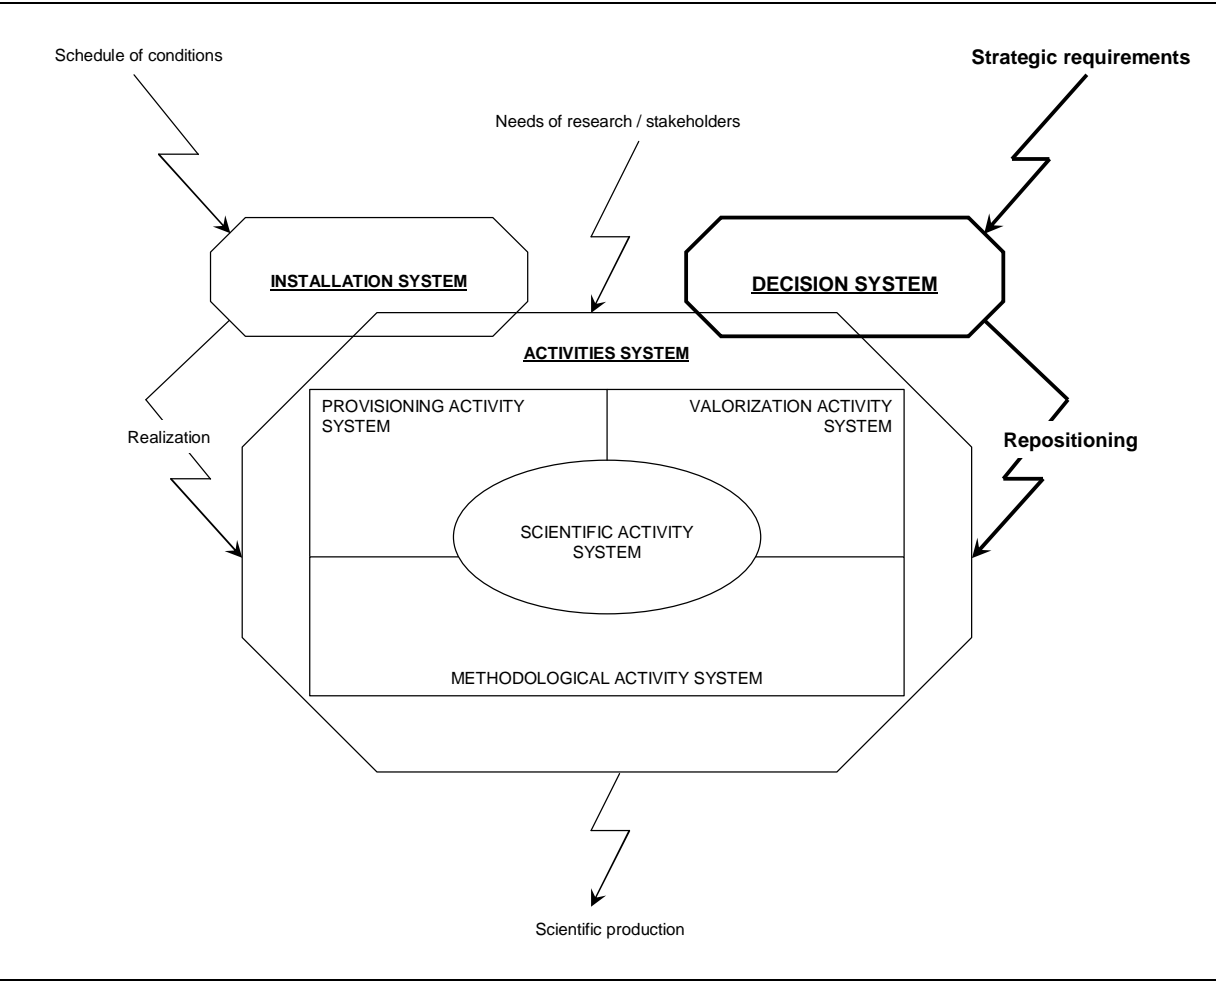 Schedule of conditions
Strategic requirements
Needs of research / stakeholders
INSTALLATION SYSTEM
DECISION SYSTEM
ACTIVITIES SYSTEM
PROVISIONING ACTIVITY
SYSTEM
VALORIZATION ACTIVITY
SYSTEM
Realization
Repositioning
SCIENTIFIC ACTIVITY
SYSTEM
METHODOLOGICAL ACTIVITY SYSTEM
Scientific production